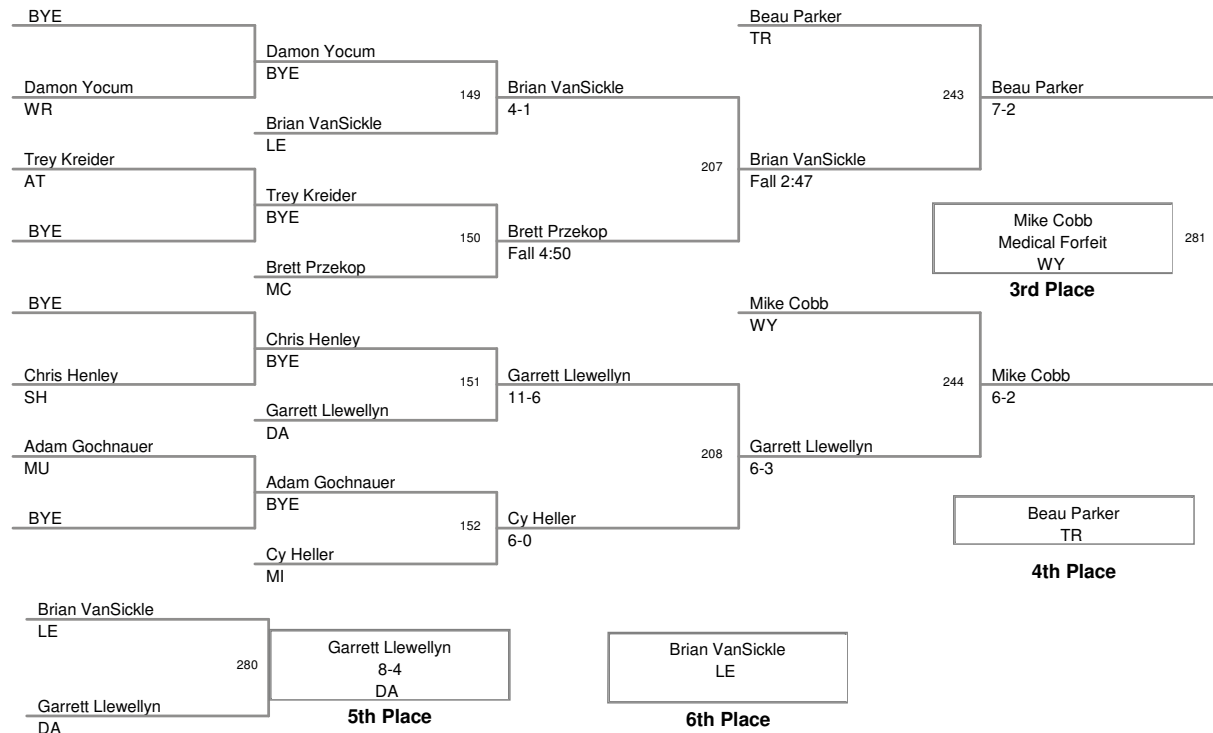 BYE
Damon Yocum
WR
Trey Kreider
AT
BYE
BYE
Chris Henley
SH
Adam Gochnauer
MU
BYE
Damon Yocum
BYE
149
Brian VanSickle
LE
Trey Kreider
BYE
150
Brett Przekop
MC
Chris Henley
BYE
151
Garrett Llewellyn
DA
Adam Gochnauer
BYE
152
Cy Heller
MI
Brian VanSickle
4-1
207
Brett Przekop
Fall 4:50
Garrett Llewellyn
11-6
208
Cy Heller
6-0
Beau Parker
TR
243
Brian VanSickle
Fall 2:47
Mike Cobb
WY
244
Garrett Llewellyn
6-3
Beau Parker
7-2
Mike Cobb
Medical Forfeit
WY
281
3rd Place
Mike Cobb
6-2
Beau Parker
TR
4th Place
Brian VanSickle
LE
280
Garrett Llewellyn
DA
Garrett Llewellyn
8-4
DA
5th Place
Brian VanSickle
LE
6th Place